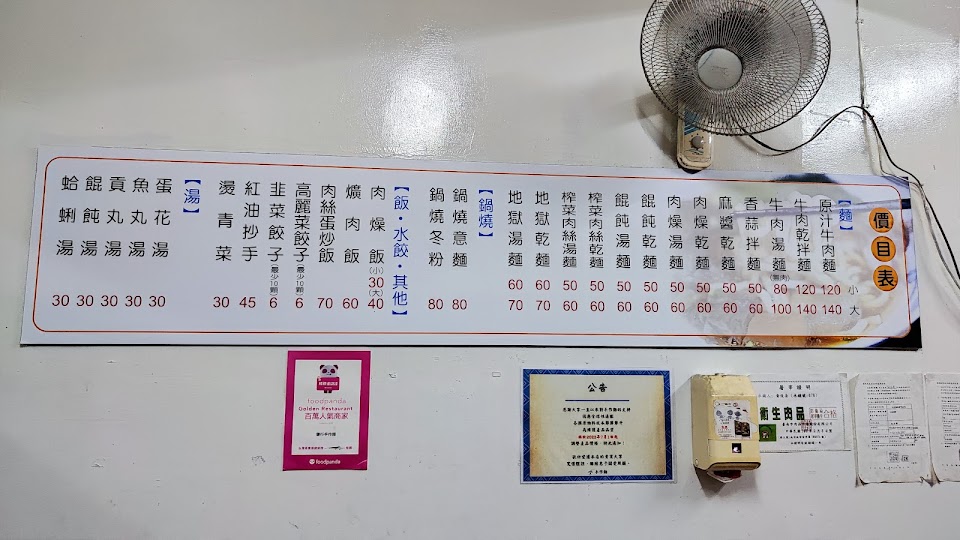 價目表
【麵】
小
大
原汁牛肉麵 120 140
牛肉乾拌麵 120 140
牛肉湯麵 (無肉) 80 100
香蒜拌麵 50 60
麻醬乾麵 50 60
肉燥乾麵 50 60
肉燥湯麵 50 60
餛飩乾麵 50 60
餛飩湯麵 50 60
榨菜肉絲乾麵 50 60
榨菜肉絲湯麵 50 60
地獄乾麵 60 70
地獄湯麵 60 70
【鍋燒】
鍋燒意麵 80
鍋燒冬粉 80
【飯・水餃・其他】
肉燥飯 (小) 30 (大) 40
爌肉飯 60
肉絲蛋炒飯 70
高麗菜餃子(最少10顆) 6
韭菜餃子(最少10顆) 6
紅油抄手 45
燙青菜 30
【湯】
蛋花湯 30
魚丸湯 30
貢丸湯 30
餛飩湯 30
蛤蜊湯 30
foodpanda
Golden Restaurant
百萬人氣商家
foodpanda
公告
衛生肉品
合格